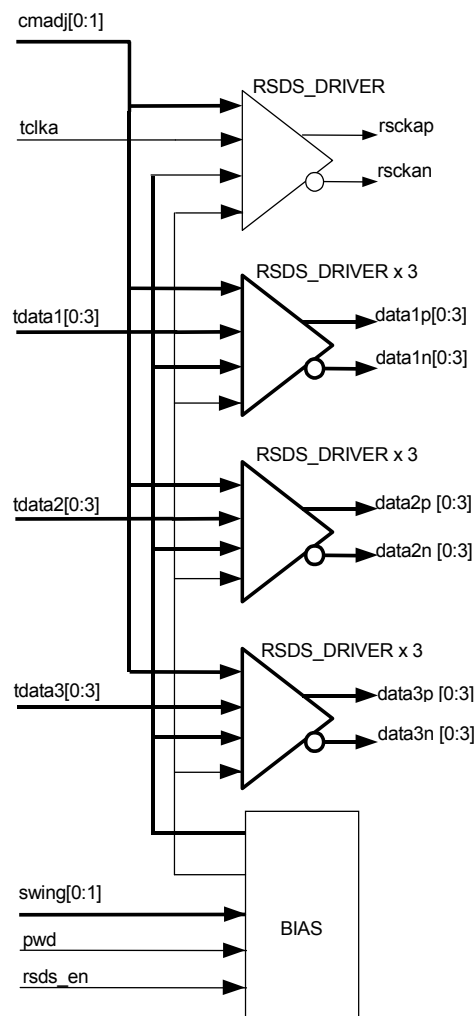 cmadj[0:1]
RSDS_DRIVER
tclka
rsckap
rsckan
RSDS_DRIVER x 3
tdata1[0:3]
data1p[0:3]
data1n[0:3]
RSDS_DRIVER x 3
tdata2[0:3]
data2p [0:3]
data2n [0:3]
RSDS_DRIVER x 3
tdata3[0:3]
data3p [0:3]
data3n [0:3]
swing[0:1]
BIAS
pwd
rsds_en